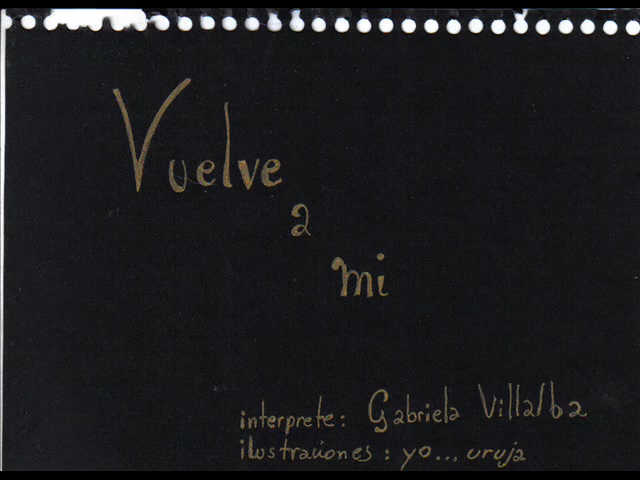 Vuelve
a
mi
interprete: Gabriela Villalba
ilustraciones: yo... uruja